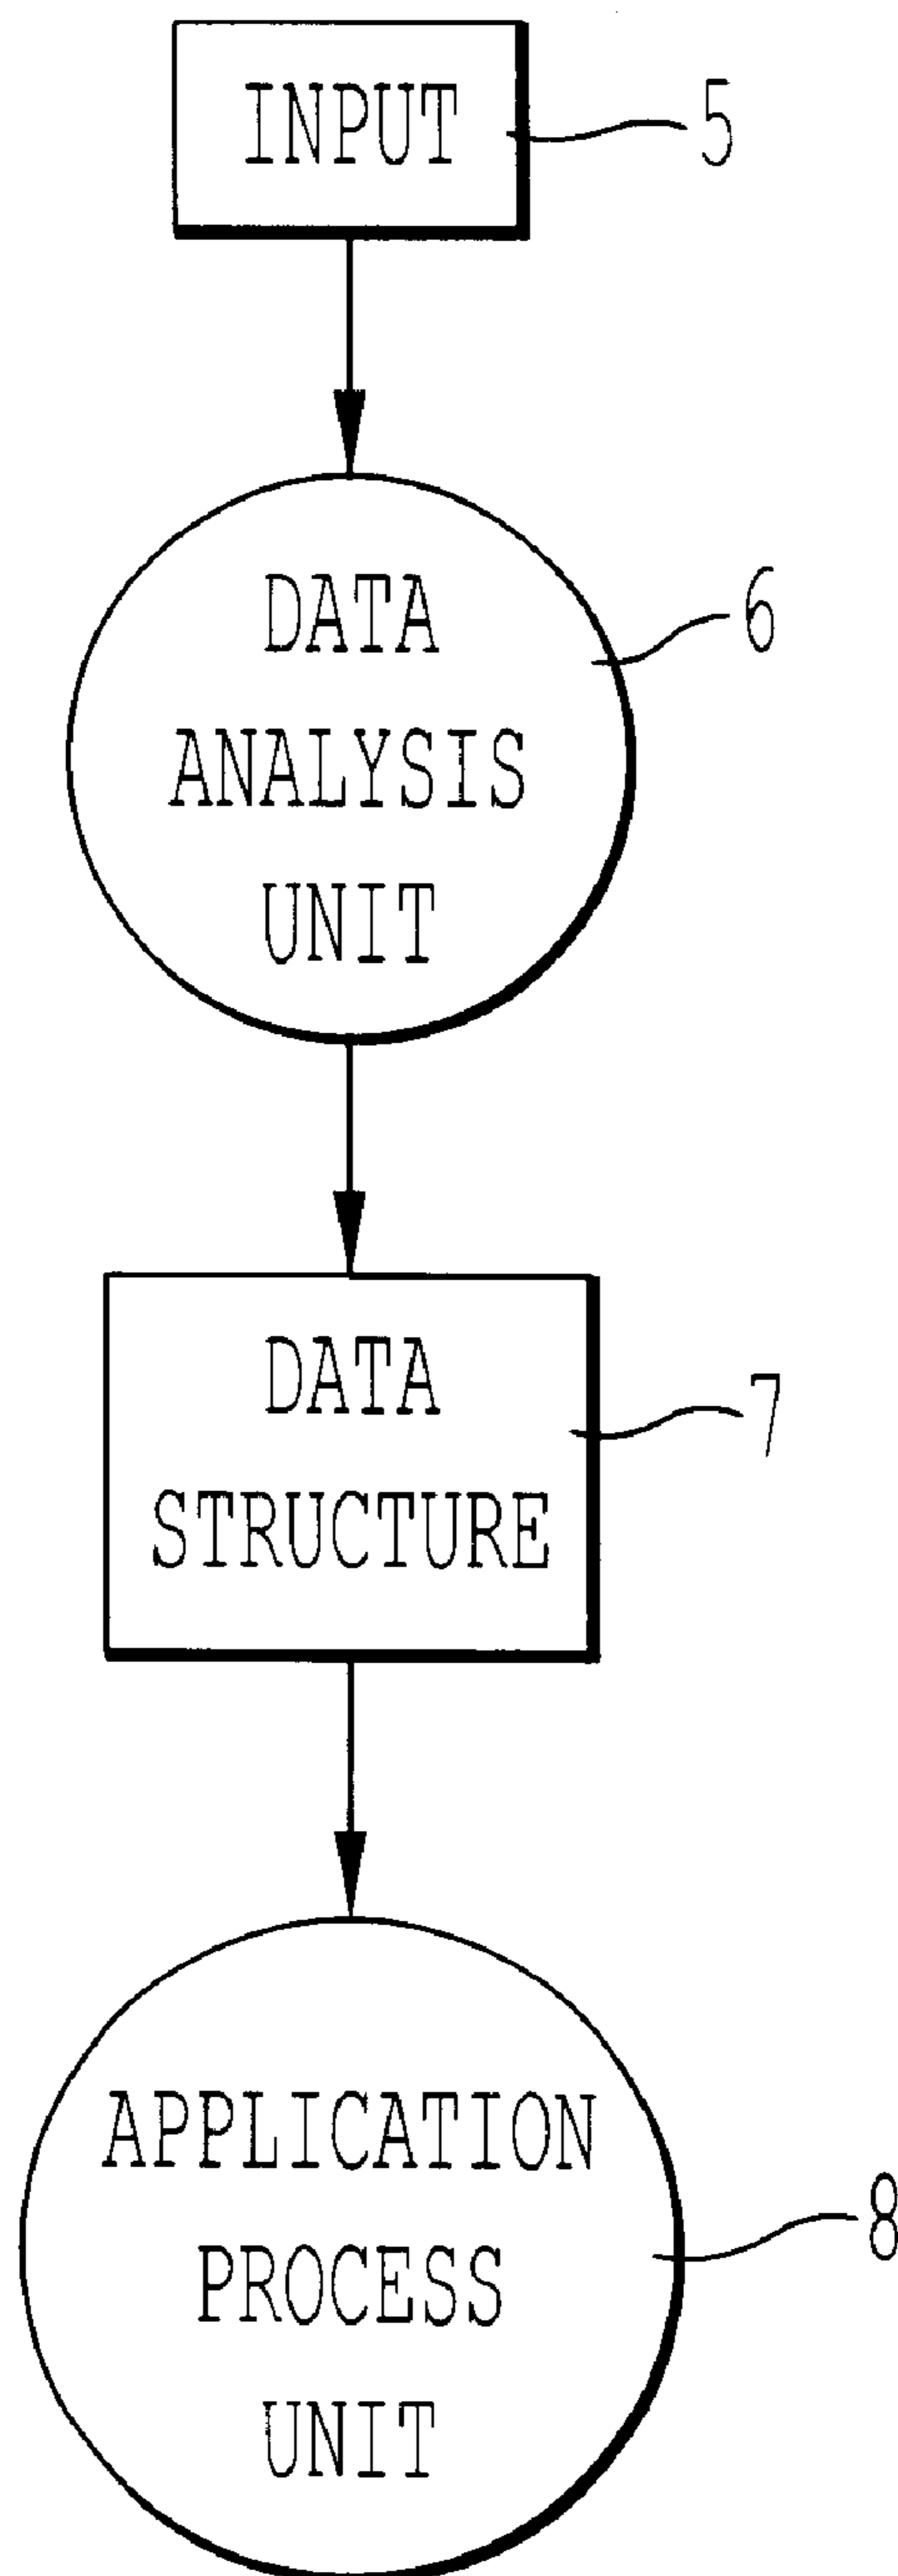 INPUT
5
DATA
ANALYSIS
UNIT
6
DATA
STRUCTURE
7
APPLICATION
PROCESS
UNIT
8